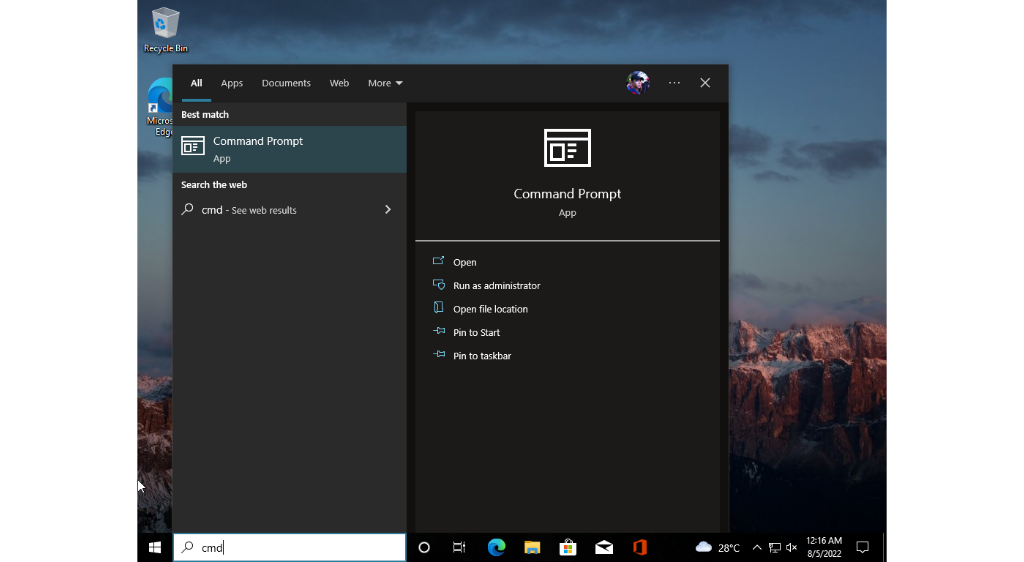 Recycle Bin
Micros
Edge
All Apps Documents Web More
Best match
Command Prompt
App
Search the web
cmd - See web results
Command Prompt
App
Open
Run as administrator
Open file location
Pin to Start
Pin to taskbar
cmd
28°C
12:16 AM
8/5/2022